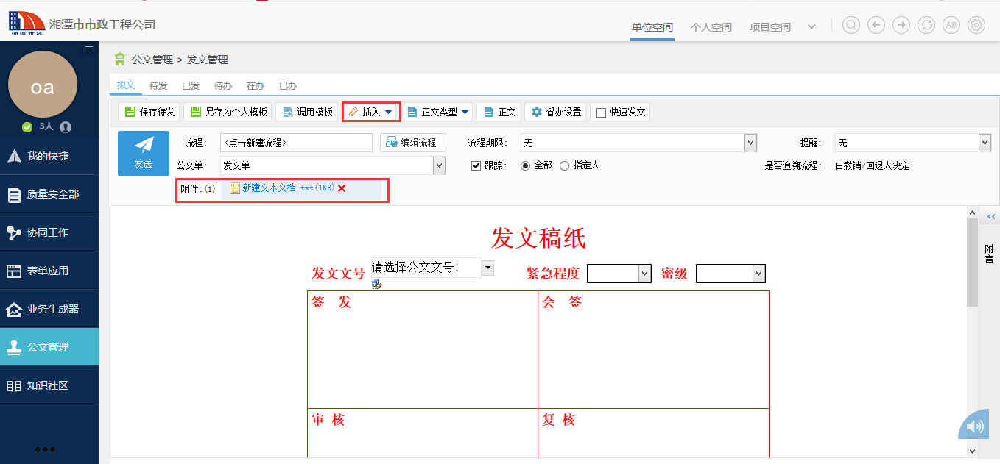 湘潭市政
湘潭市市政工程公司
单位空间 个人空间 项目空间
A8
oa
3人
我的快捷
质量安全部
协同工作
表单应用
业务生成器
公文管理
知识社区
公文管理 > 发文管理
拟文 待发 已发 待办 在办 已办
保存待发 另存为个人模板 调用模板 插入 正文类型 正文 督办设置 快速发文
发送
流程: <点击新建流程> 编辑流程 流程期限: 无 提醒: 无
公文单: 发文单 跟踪: 全部 指定人 是否追溯流程: 由撤销/回退人决定
附件:(1) 新建文本文档.txt(1KB)
附言
发文稿纸
发文文号 请选择公文文号! 紧急程度 密级
签 发 会 签
审 核 复 核